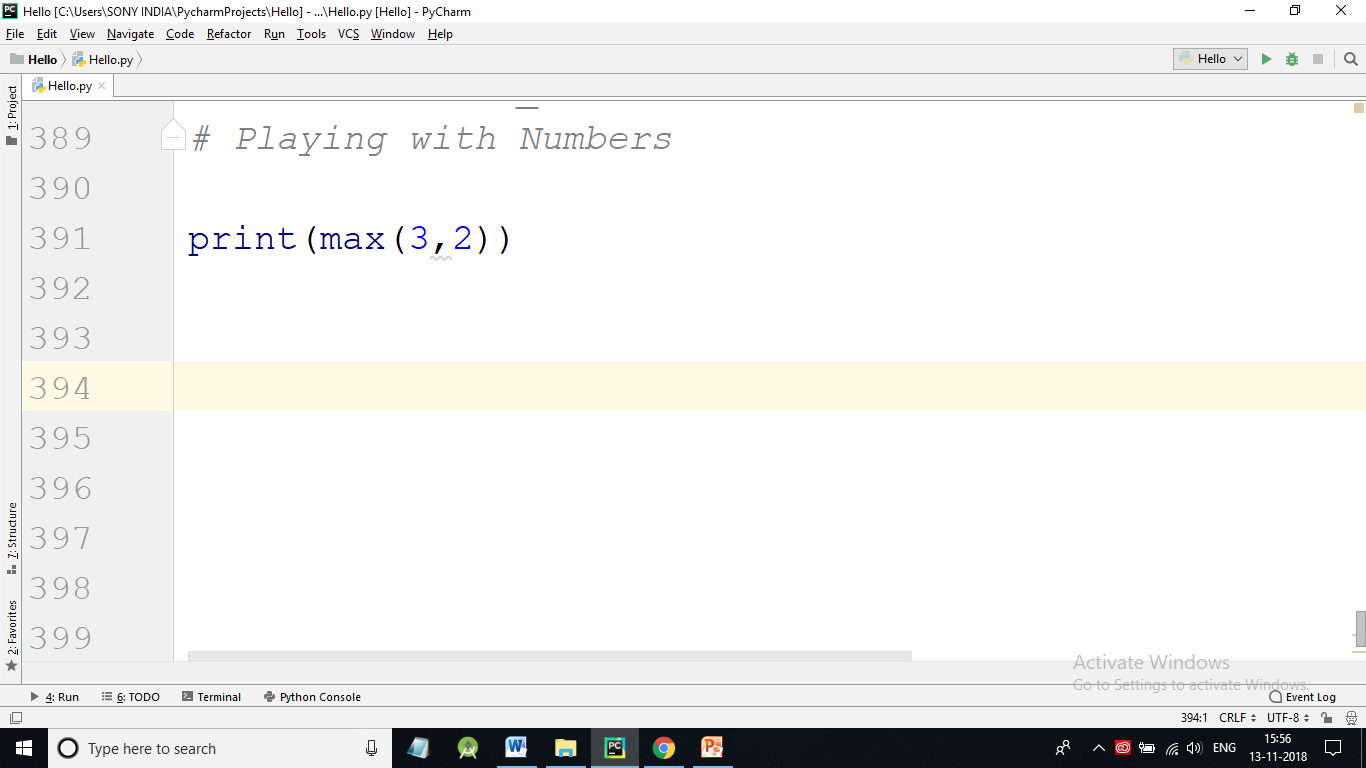 Hello [C:\Users\SONY INDIA\PycharmProjects\Hello] - ...\Hello.py [Hello] - PyCharm
File Edit View Navigate Code Refactor Run Tools VCS Window Help
Hello Hello.py Hello
Hello.py
1: Project
389 # Playing with Numbers
390
391 print(max(3,2))
392
393
394
395
396
397
398
399
7: Structure
2: Favorites
Activate Windows
Go to Settings to activate Windows.
4: Run 6: TODO Terminal Python Console Event Log
394:1 CRLF UTF-8
Type here to search
ENG
15:56
13-11-2018